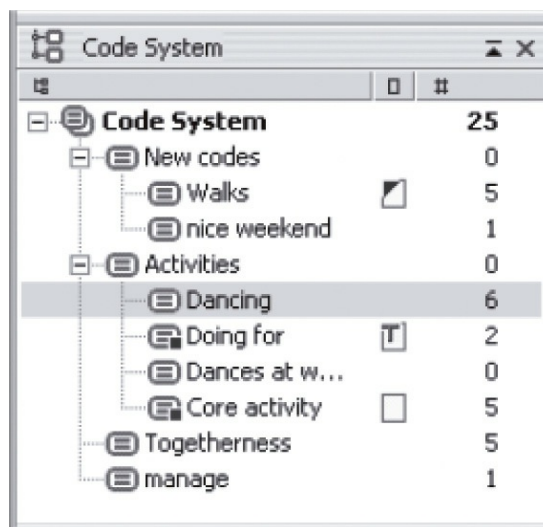 Code System
#
Code System 25
New codes 0
Walks 5
nice weekend 1
Activities 0
Dancing 6
Doing for T 2
Dances at w... 0
Core activity 5
Togetherness 5
manage 1